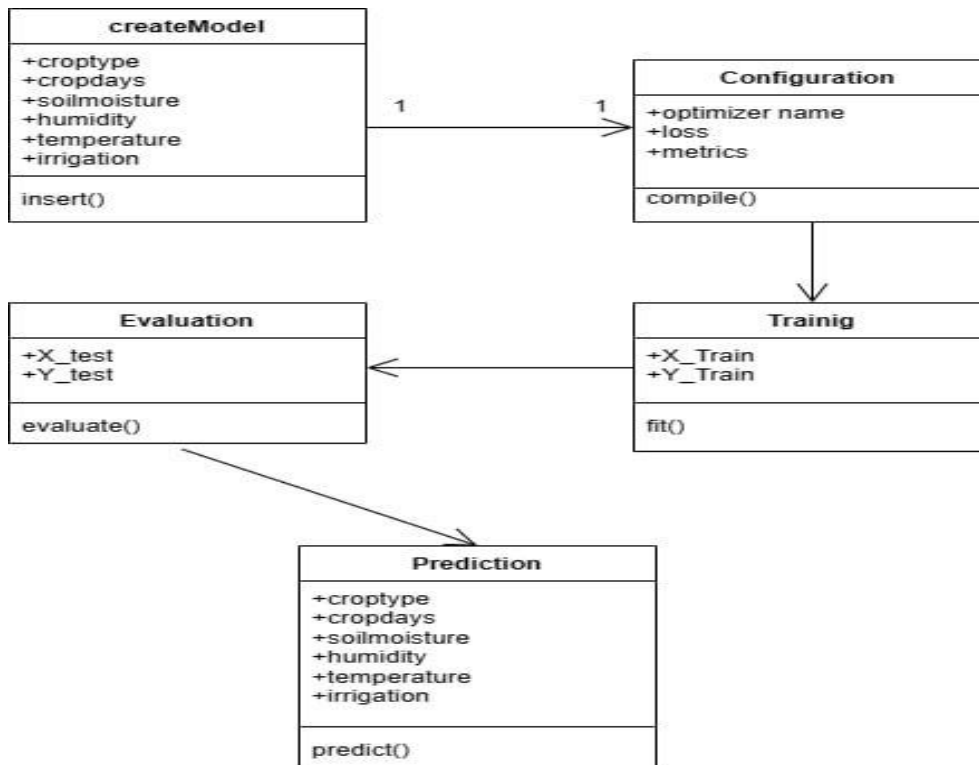 createModel
+croptype
+cropdays
+soilmoisture
+humidity
+temperature
+irrigation
insert()
1
1
Configuration
+optimizer name
+loss
+metrics
compile()
Evaluation
+X_test
+Y_test
evaluate()
Trainig
+X_Train
+Y_Train
fit()
Prediction
+croptype
+cropdays
+soilmoisture
+humidity
+temperature
+irrigation
predict()